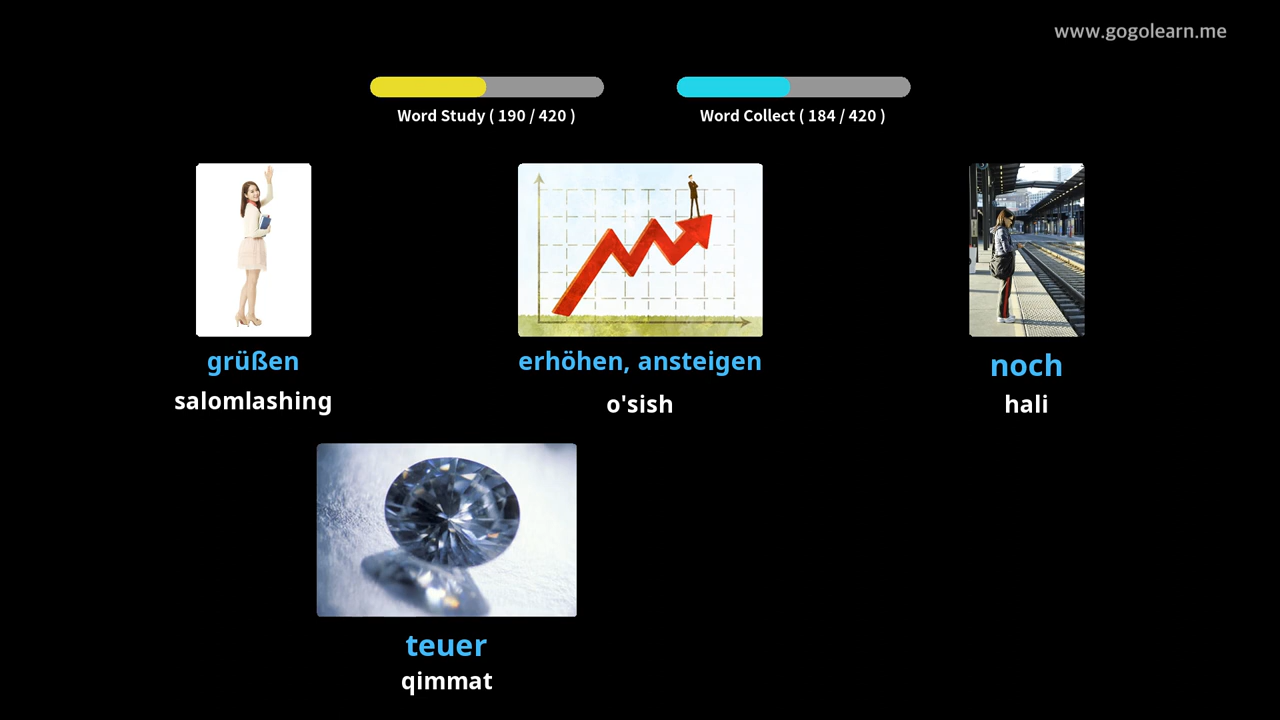 www.gogolearn.me
Word Study ( 190 / 420 )
Word Collect ( 184 / 420 )
grüßen
salomlashing
erhöhen, ansteigen
o'sish
noch
hali
teuer
qimmat